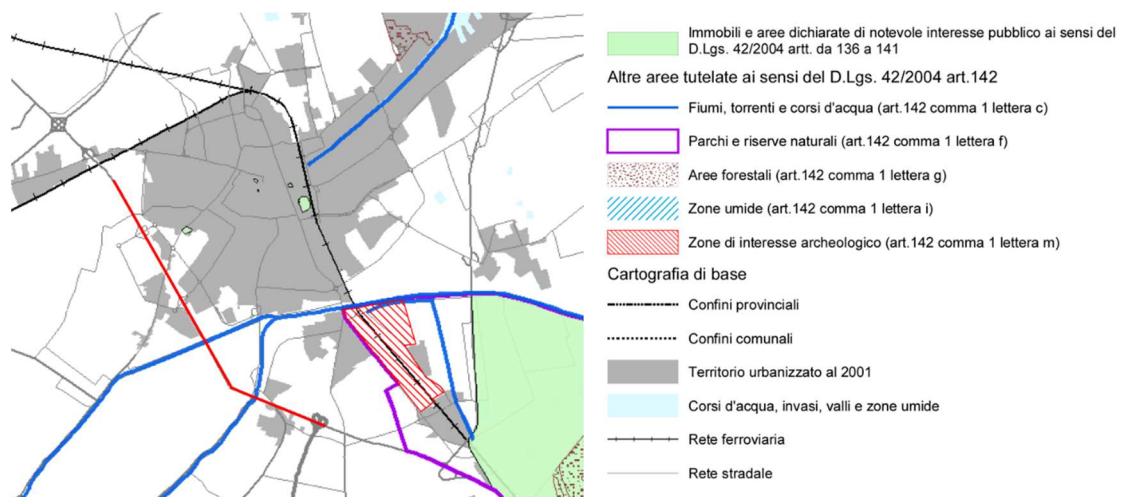 Immobili e aree dichiarate di notevole interesse pubblico ai sensi del
D.Lgs. 42/2004 artt. da 136 a 141
Altre aree tutelate ai sensi del D.Lgs. 42/2004 art.142
Fiumi, torrenti e corsi d'acqua (art.142 comma 1 lettera c)
Parchi e riserve naturali (art.142 comma 1 lettera f)
Aree forestali (art.142 comma 1 lettera g)
Zone umide (art.142 comma 1 lettera i)
Zone di interesse archeologico (art.142 comma 1 lettera m)
Cartografia di base
Confini provinciali
Confini comunali
Territorio urbanizzato al 2001
Corsi d'acqua, invasi, valli e zone umide
Rete ferroviaria
Rete stradale